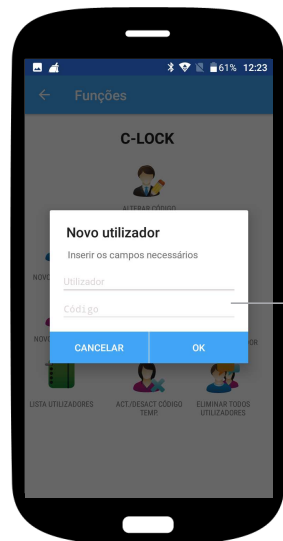 61% 12:23
Funções
C-LOCK
ALTERAR CÓDIGO
Novo utilizador
Inserir os campos necessários
Utilizador
Código
CANCELAR OK
LISTA UTILIZADORES
ACT./DESACT CÓDIGO TEMP.
ELIMINAR TODOS UTILIZADORES